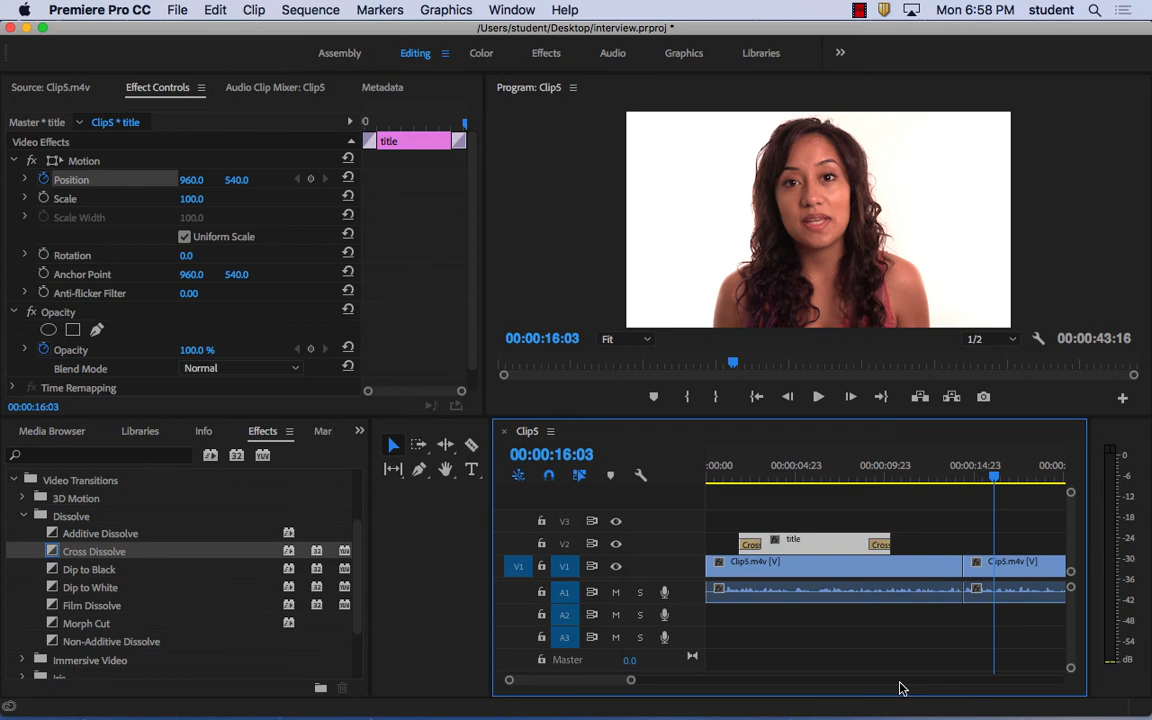 Premiere Pro CC File Edit Clip Sequence Markers Graphics Window Help Mon 6:58 PM student
/Users/student/Desktop/interview.prproj *
Assembly Editing Color Effects Audio Graphics Libraries
Source: Clip5.m4v Effect Controls Audio Clip Mixer: Clip5 Metadata
Master * title Clip5 * title
Video Effects title
Motion
Position 960.0 540.0
Scale 100.0
Scale Width 100.0
Uniform Scale
Rotation 0.0
Anchor Point 960.0 540.0
Anti-flicker Filter 0.00
Opacity
Opacity 100.0 %
Blend Mode Normal
Time Remapping
00:00:16:03
Program: Clip5
00:00:16:03 Fit 1/2 00:00:43:16
Media Browser Libraries Info Effects Mar
Video Transitions
3D Motion
Dissolve
Additive Dissolve
Cross Dissolve
Dip to Black
Dip to White
Film Dissolve
Morph Cut
Non-Additive Dissolve
Immersive Video
Clip5
00:00:16:03
:00:00 00:00:04:23 00:00:09:23 00:00:14:23 00:00:
V3
V2 Cross title Cross
V1 V1 Clip5.m4v [V] Clip5.m4v [V]
A1 M S
A2 M S
A3 M S
Master 0.0
0
-6
-12
-18
-24
-30
-36
-42
-48
-54
dB